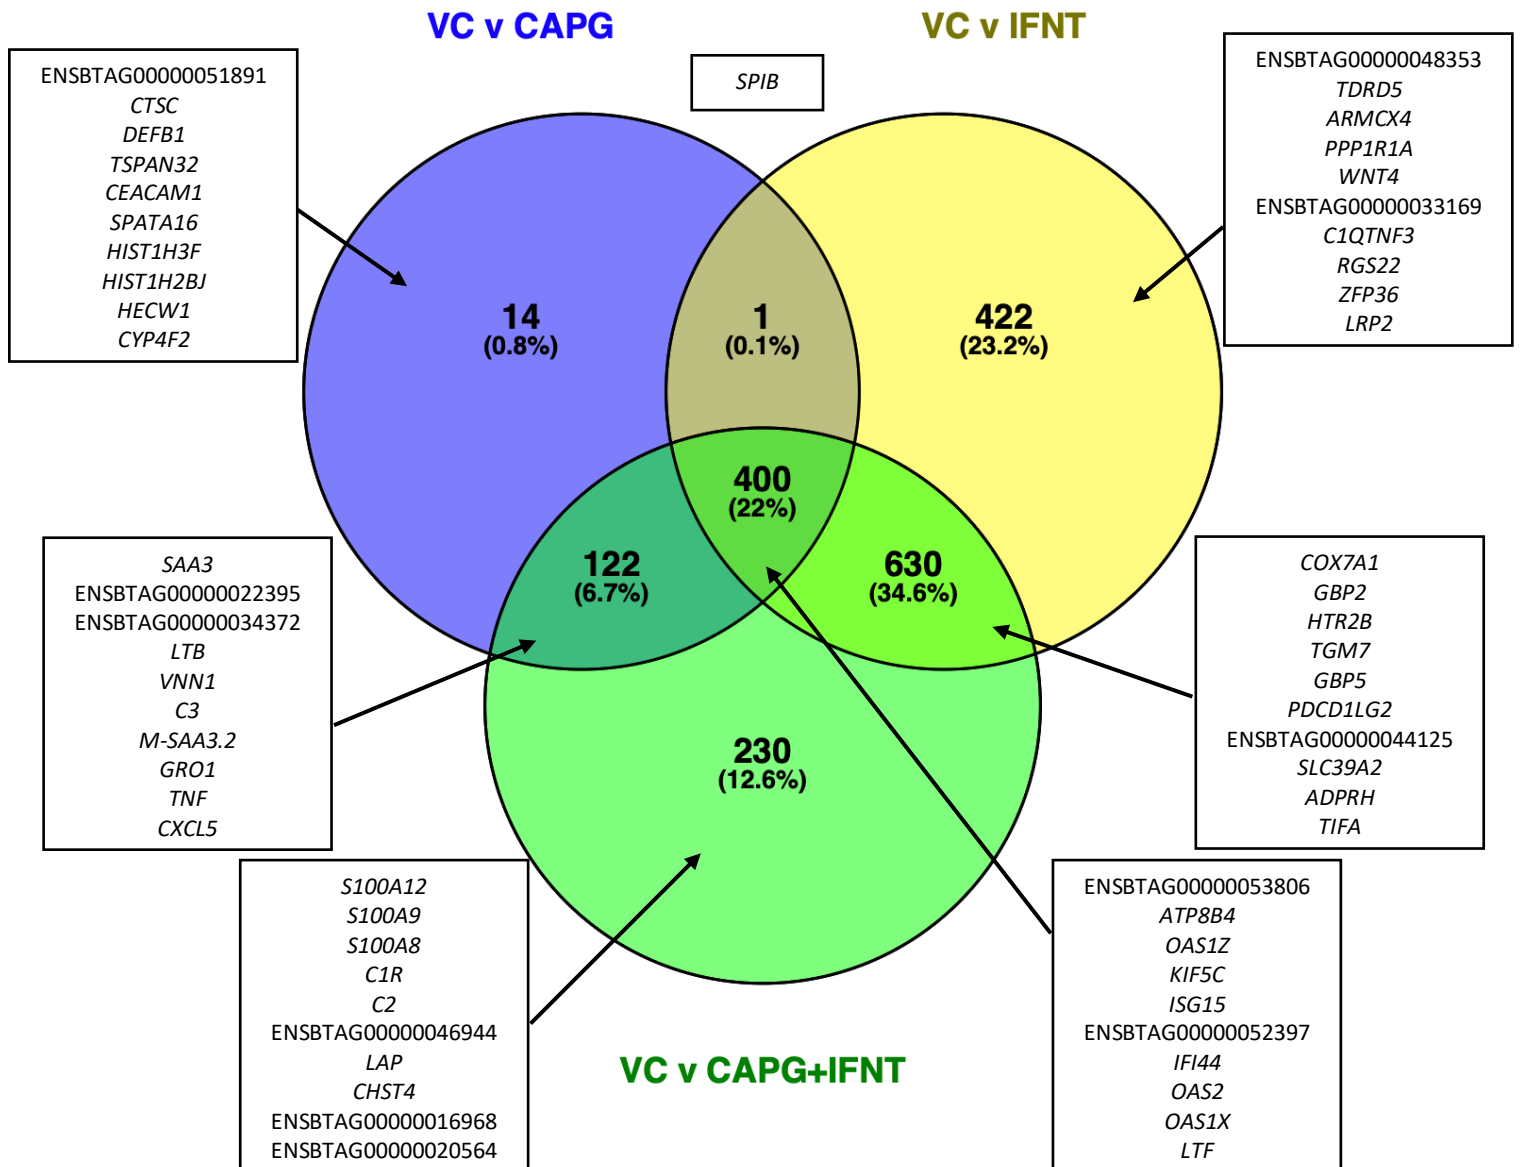 VC v CAPG
VC v IFNT
SPIB
ENSBTAG00000051891
CTSC
DEFB1
TSPAN32
CEACAM1
SPATA16
HIST1H3F
HIST1H2BJ
HECW1
CYP4F2
ENSBTAG00000048353
TDRD5
ARMCX4
PPP1R1A
WNT4
ENSBTAG00000033169
C1QTNF3
RGS22
ZFP36
LRP2
14
(0.8%)
1
(0.1%)
422
(23.2%)
400
(22%)
122
(6.7%)
630
(34.6%)
230
(12.6%)
SAA3
ENSBTAG00000022395
ENSBTAG00000034372
LTB
VNN1
C3
M-SAA3.2
GRO1
TNF
CXCL5
COX7A1
GBP2
HTR2B
TGM7
GBP5
PDCD1LG2
ENSBTAG00000044125
SLC39A2
ADPRH
TIFA
S100A12
S100A9
S100A8
C1R
C2
ENSBTAG00000046944
LAP
CHST4
ENSBTAG00000016968
ENSBTAG00000020564
ENSBTAG00000053806
ATP8B4
OAS1Z
KIF5C
ISG15
ENSBTAG00000052397
IFI44
OAS2
OAS1X
LTF
VC v CAPG+IFNT